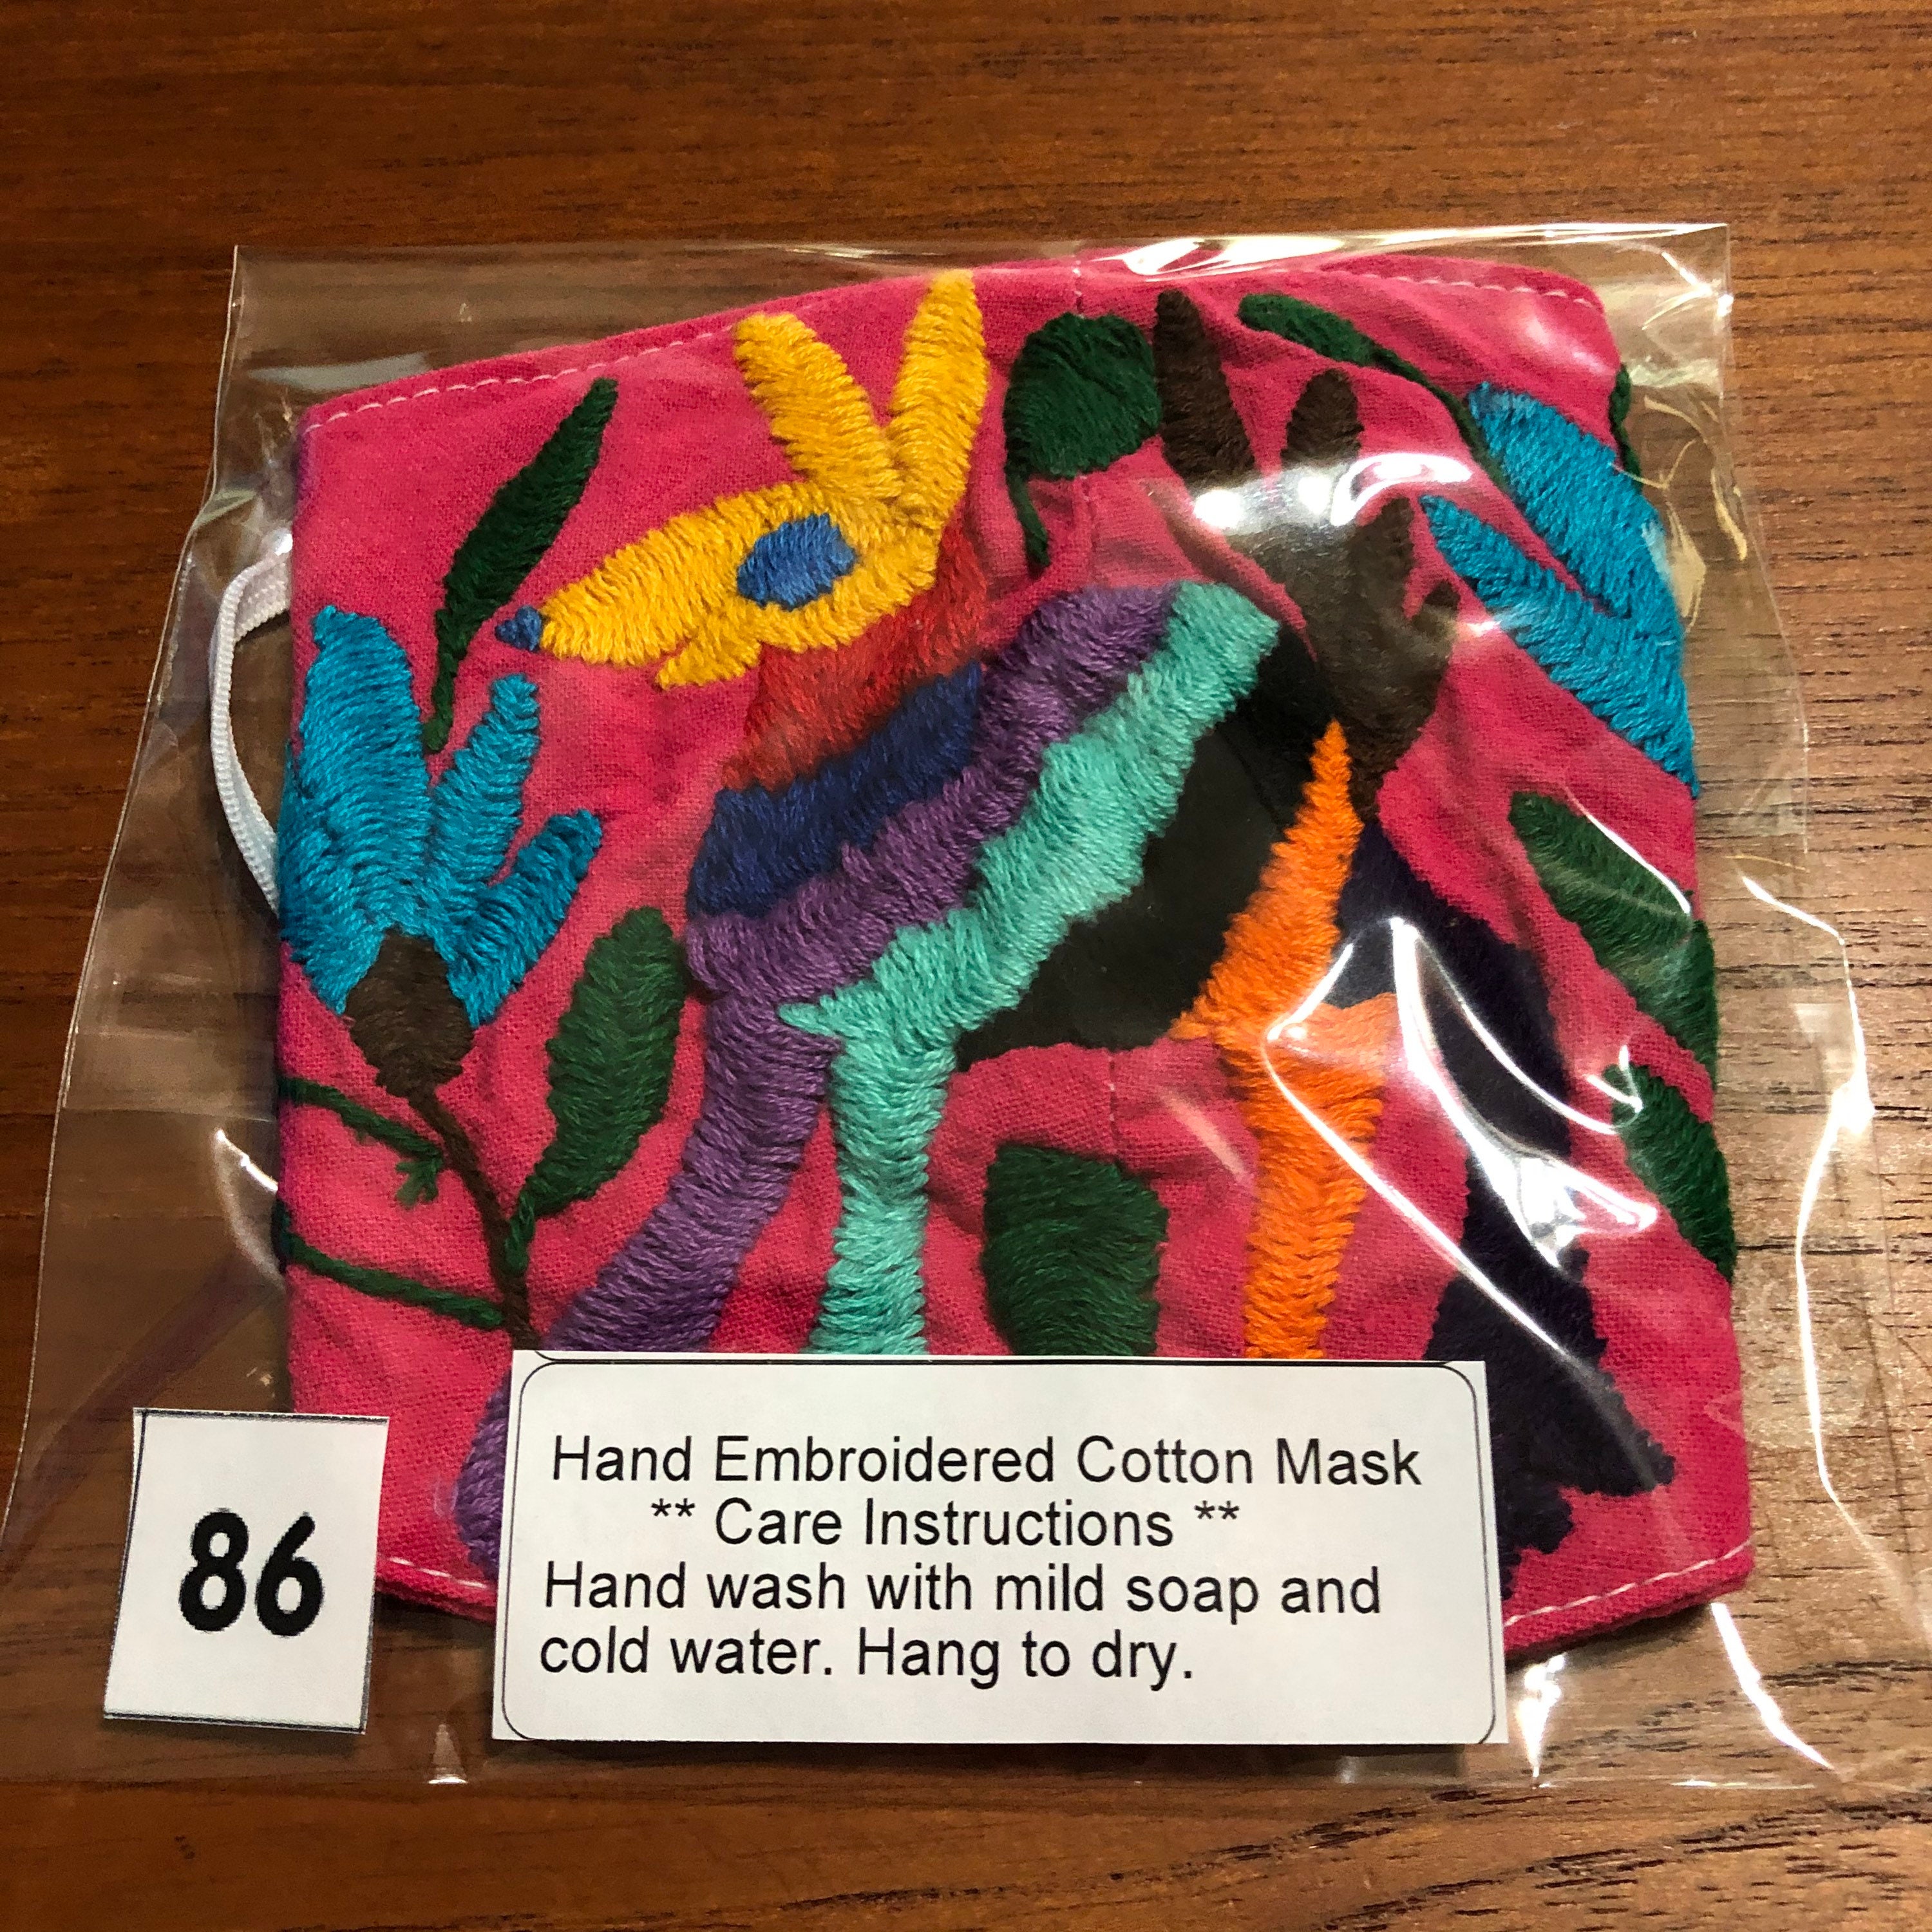 Hand Embroidered Cotton Mask
** Care Instructions **
Hand wash with mild soap and
cold water. Hang to dry.
86